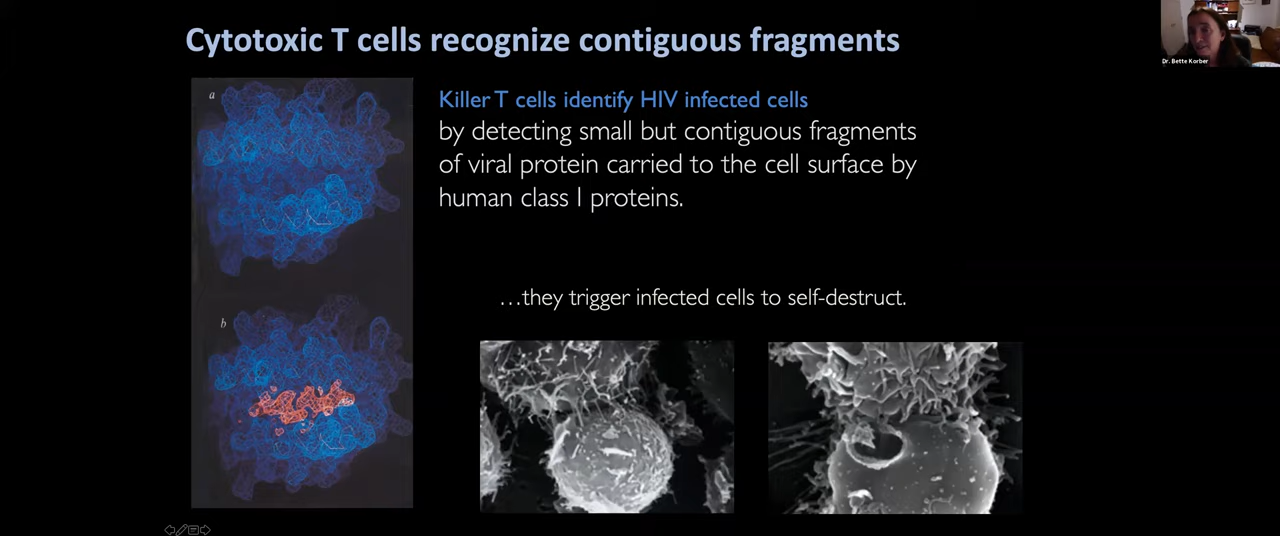 Cytotoxic T cells recognize contiguous fragments
Dr. Bette Korber
a
Killer T cells identify HIV infected cells
by detecting small but contiguous fragments
of viral protein carried to the cell surface by
human class I proteins.
…they trigger infected cells to self-destruct.
b